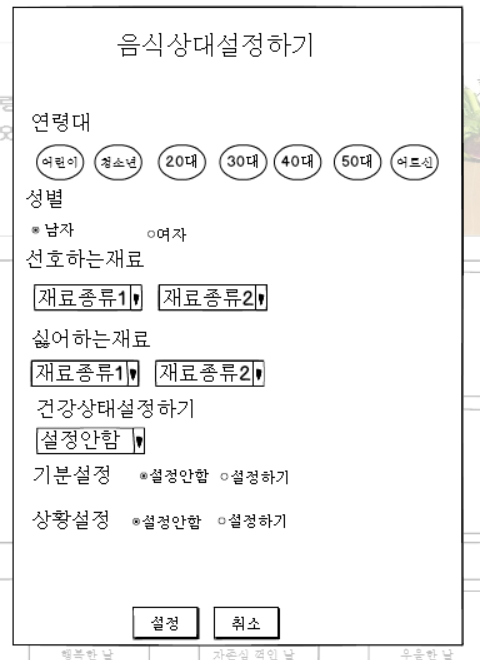 음식상대설정하기
연령대
어린이 청소년 20대 30대 40대 50대 어르신
성별
남자 여자
선호하는재료
재료종류1 재료종류2
싫어하는재료
재료종류1 재료종류2
건강상태설정하기
설정안함
기분설정 설정안함 설정하기
상황설정 설정안함 설정하기
설정 취소
행복한 날 자존심 꺽인 날 우울한 날